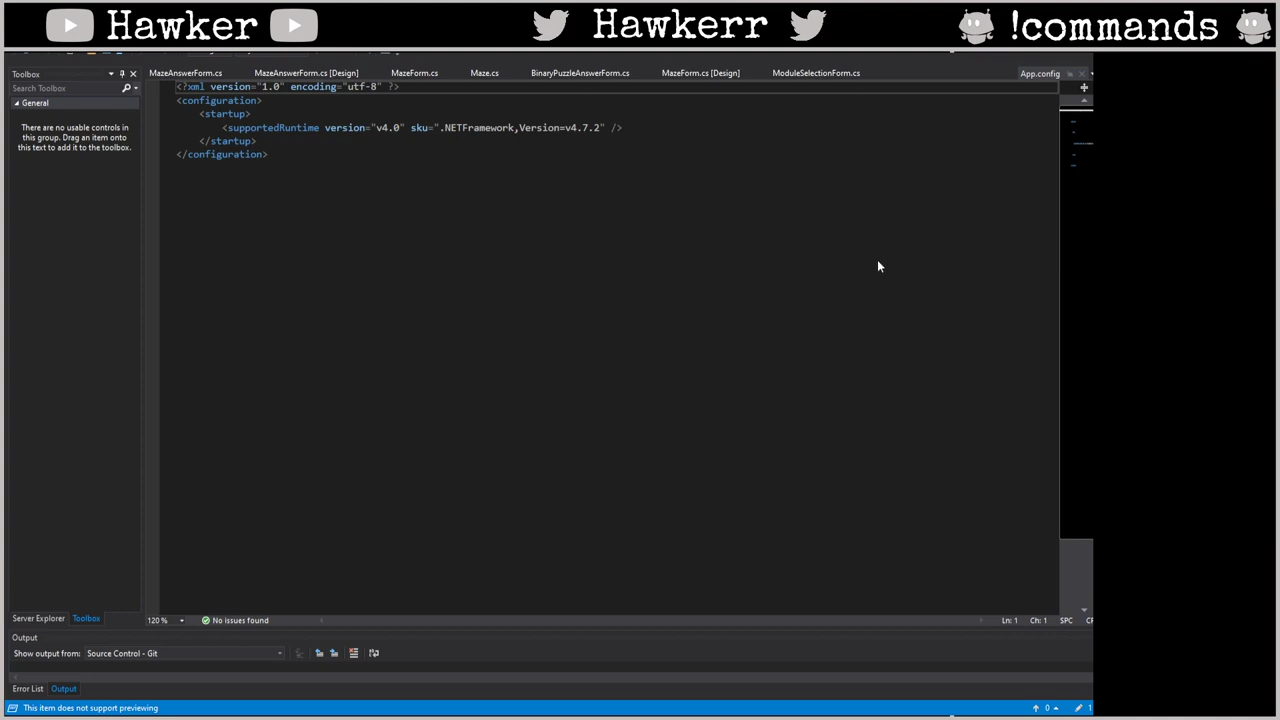 Hawker
Hawkerr
!commands
Toolbox
MazeAnswerForm.cs
MazeAnswerForm.cs [Design]
MazeForm.cs
Maze.cs
BinaryPuzzleAnswerForm.cs
MazeForm.cs [Design]
ModuleSelectionForm.cs
App.config
Search Toolbox
General
There are no usable controls in
this group. Drag an item onto
this text to add it to the toolbox.
<?xml version="1.0" encoding="utf-8" ?>
<configuration>
<startup>
<supportedRuntime version="v4.0" sku=".NETFramework,Version=v4.7.2" />
</startup>
</configuration>
Server Explorer
Toolbox
120 %
No issues found
Ln: 1
Ch: 1
SPC
Output
Show output from:
Source Control - Git
Error List
Output
This item does not support previewing
0
1